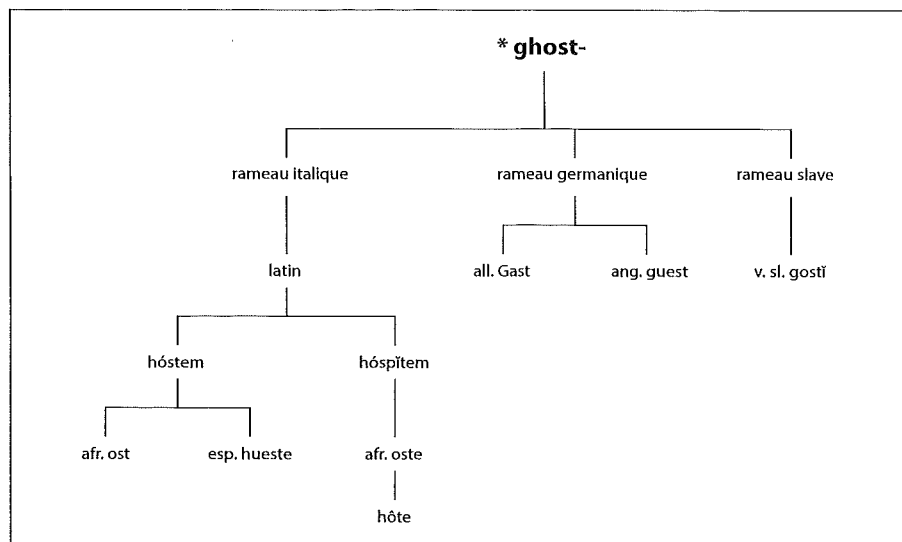 * ghost-
rameau italique rameau germanique rameau slave
latin all. Gast ang. guest v. sl. gostĭ
hóstem hóspĭtem
afr. ost esp. hueste afr. oste
hôte